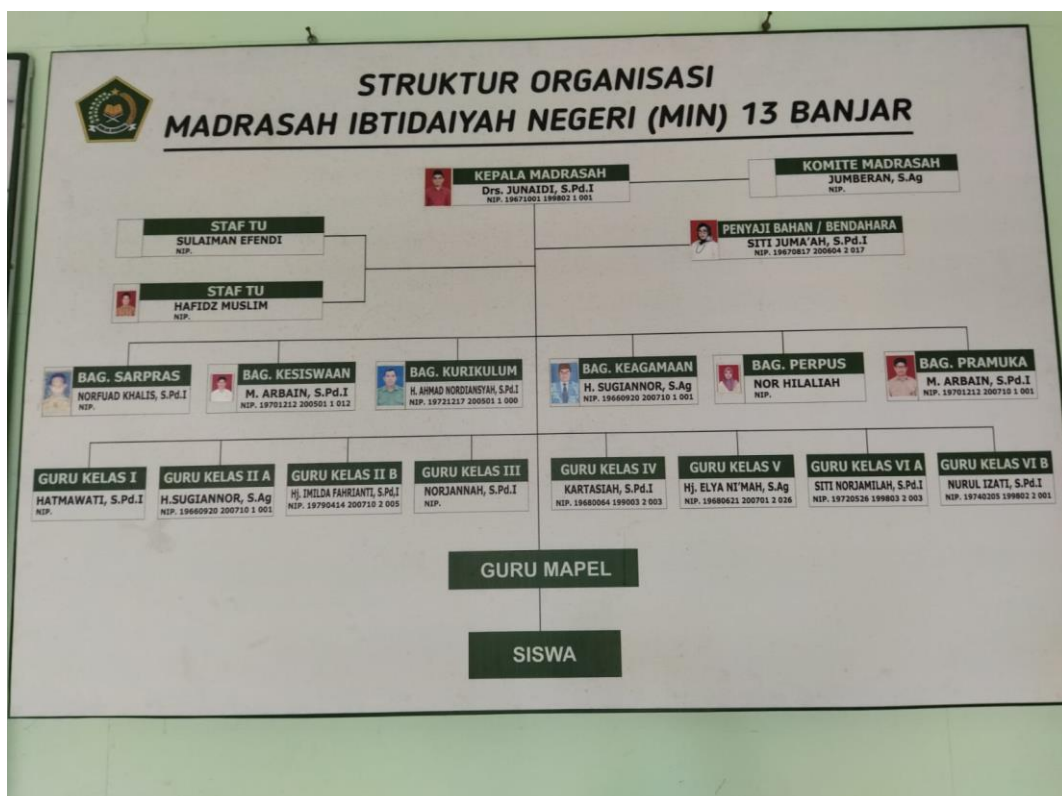 STRUKTUR ORGANISASI
MADRASAH IBTIDAIYAH NEGERI (MIN) 13 BANJAR
KEPALA MADRASAH
Drs. JUNAIDI, S.Pd.I
NIP. 19671001 199802 1 001
KOMITE MADRASAH
JUMBERAN, S.Ag
NIP.
STAF TU
SULAIMAN EFENDI
NIP.
PENYAJI BAHAN / BENDAHARA
SITI JUMA'AH, S.Pd.I
NIP. 19670817 200604 2 017
STAF TU
HAFIDZ MUSLIM
NIP.
BAG. SARPRAS
NORFUAD KHALIS, S.Pd.I
NIP.
BAG. KESISWAAN
M. ARBAIN, S.Pd.I
NIP. 19701212 200501 1 012
BAG. KURIKULUM
H. AHMAD NORDIANSYAH, S.Pd.I
NIP. 19721217 200501 1 000
BAG. KEAGAMAAN
H. SUGIANNOR, S.Ag
NIP. 19660920 200710 1 001
BAG. PERPUS
NOR HILALIAH
NIP.
BAG. PRAMUKA
M. ARBAIN, S.Pd.I
NIP. 19701212 200710 1 001
GURU KELAS I
HATMAWATI, S.Pd.I
NIP.
GURU KELAS II A
H.SUGIANNOR, S.Ag
NIP. 19660920 200710 1 001
GURU KELAS II B
Hj. IMILDA FAHRIANTI, S.Pd,I
NIP. 19790414 200710 2 005
GURU KELAS III
NORJANNAH, S.Pd.I
NIP.
GURU KELAS IV
KARTASIAH, S.Pd.I
NIP. 19680064 199003 2 003
GURU KELAS V
Hj. ELYA NI'MAH, S.Ag
NIP. 19680621 200701 2 026
GURU KELAS VI A
SITI NORJAMILAH, S.Pd.I
NIP. 19720526 199803 2 003
GURU KELAS VI B
NURUL IZATI, S.Pd.I
NIP. 19740205 199802 2 001
GURU MAPEL
SISWA